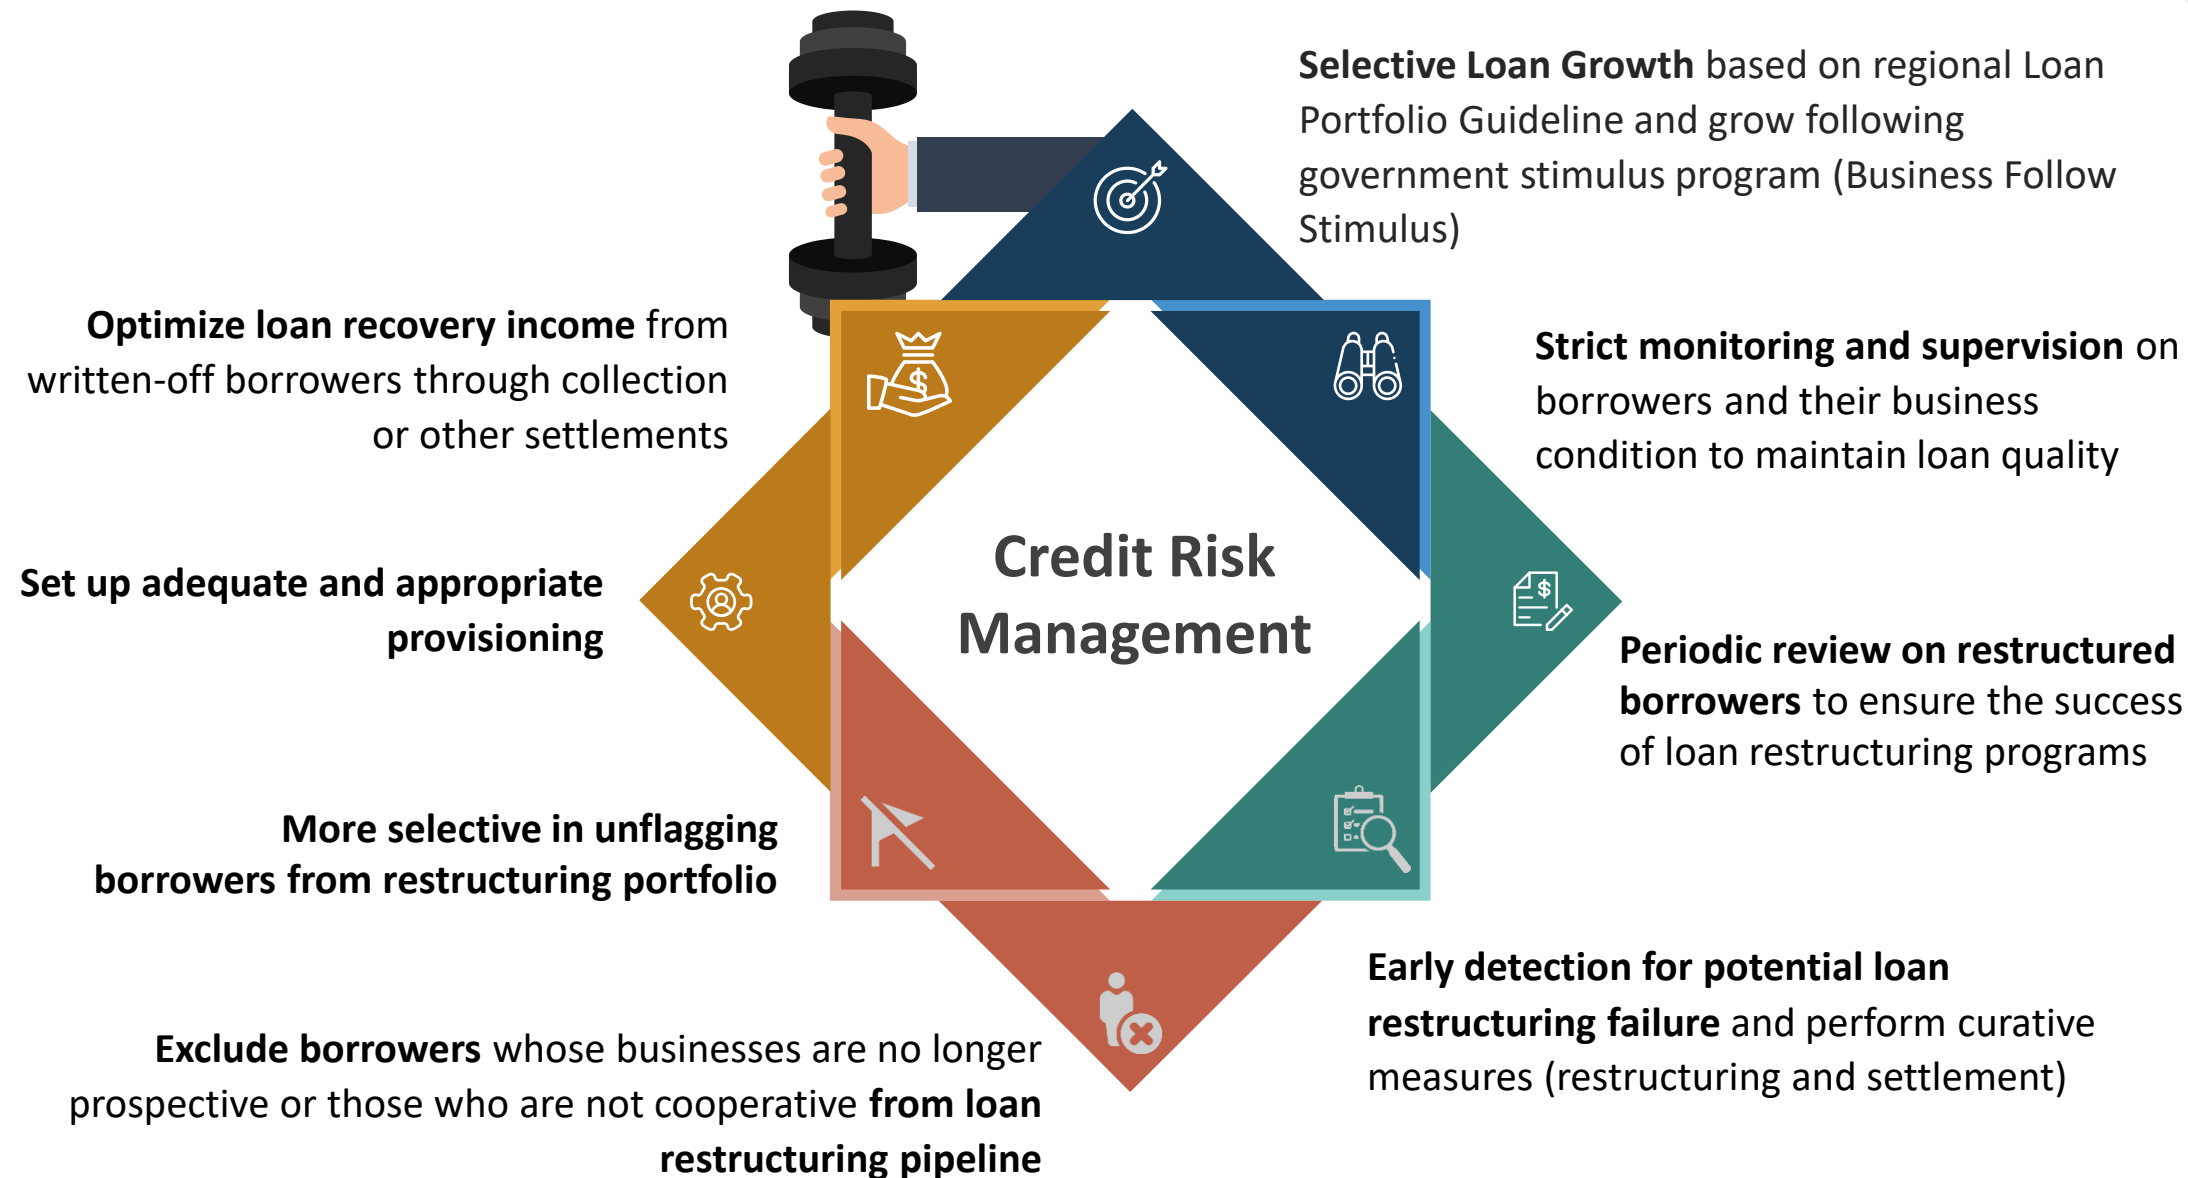 Selective Loan Growth based on regional Loan
Portfolio Guideline and grow following
government stimulus program (Business Follow
Stimulus)
Optimize loan recovery income from
written-off borrowers through collection
or other settlements
Strict monitoring and supervision on
borrowers and their business
condition to maintain loan quality
Credit Risk
Management
Set up adequate and appropriate
provisioning
Periodic review on restructured
borrowers to ensure the success
of loan restructuring programs
More selective in unflagging
borrowers from restructuring portfolio
Early detection for potential loan
restructuring failure and perform curative
measures (restructuring and settlement)
Exclude borrowers whose businesses are no longer
prospective or those who are not cooperative from loan
restructuring pipeline